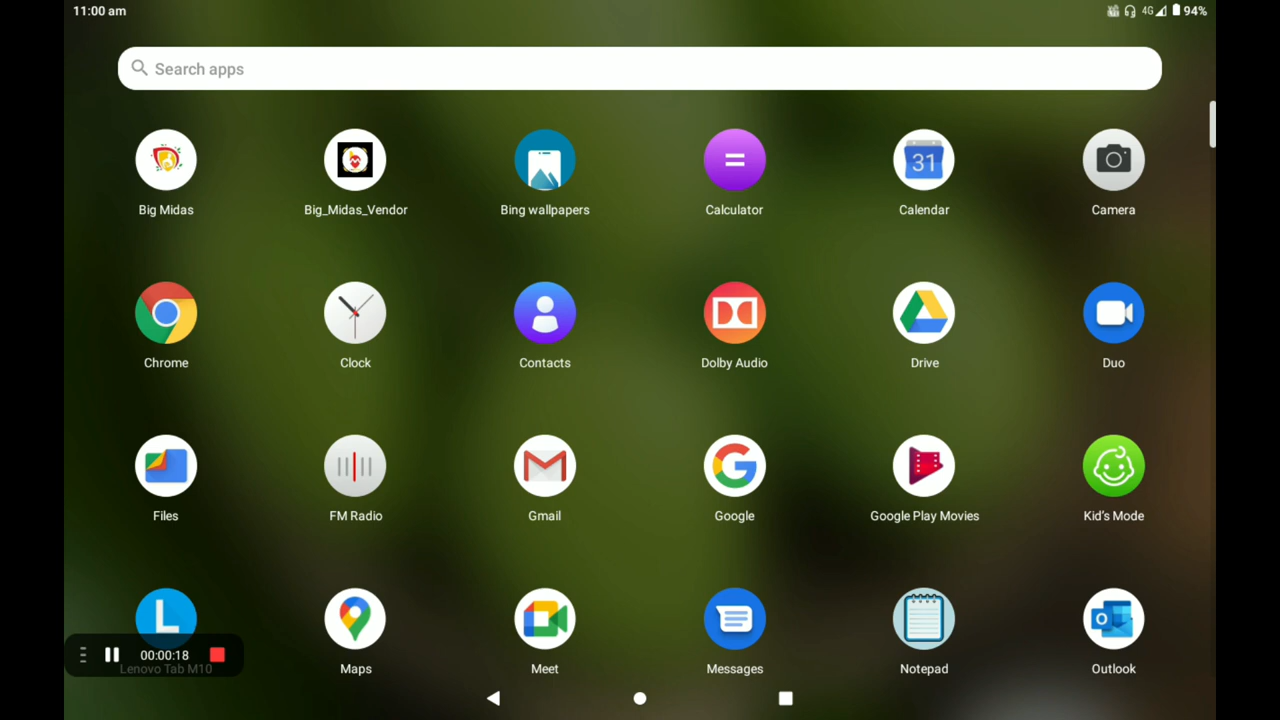 11:00 am
4G 94%
Search apps
Big Midas
Big_Midas_Vendor
Bing wallpapers
Calculator
31
Calendar
Camera
Chrome
Clock
Contacts
Dolby Audio
Drive
Duo
Files
FM Radio
Gmail
G
Google
Google Play Movies
Kid's Mode
L
00:00:18
Lenovo Tab M10
Maps
Meet
Messages
Notepad
Outlook